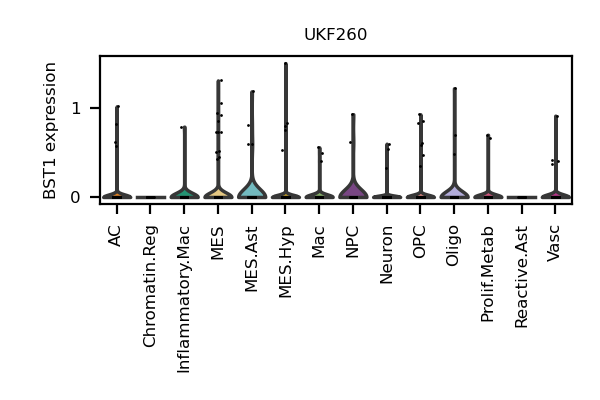 UKF260
BST1 expression
1
0
AC
Chromatin.Reg
Inflammatory.Mac
MES
MES.Ast
MES.Hyp
Mac
NPC
Neuron
OPC
Oligo
Prolif.Metab
Reactive.Ast
Vasc